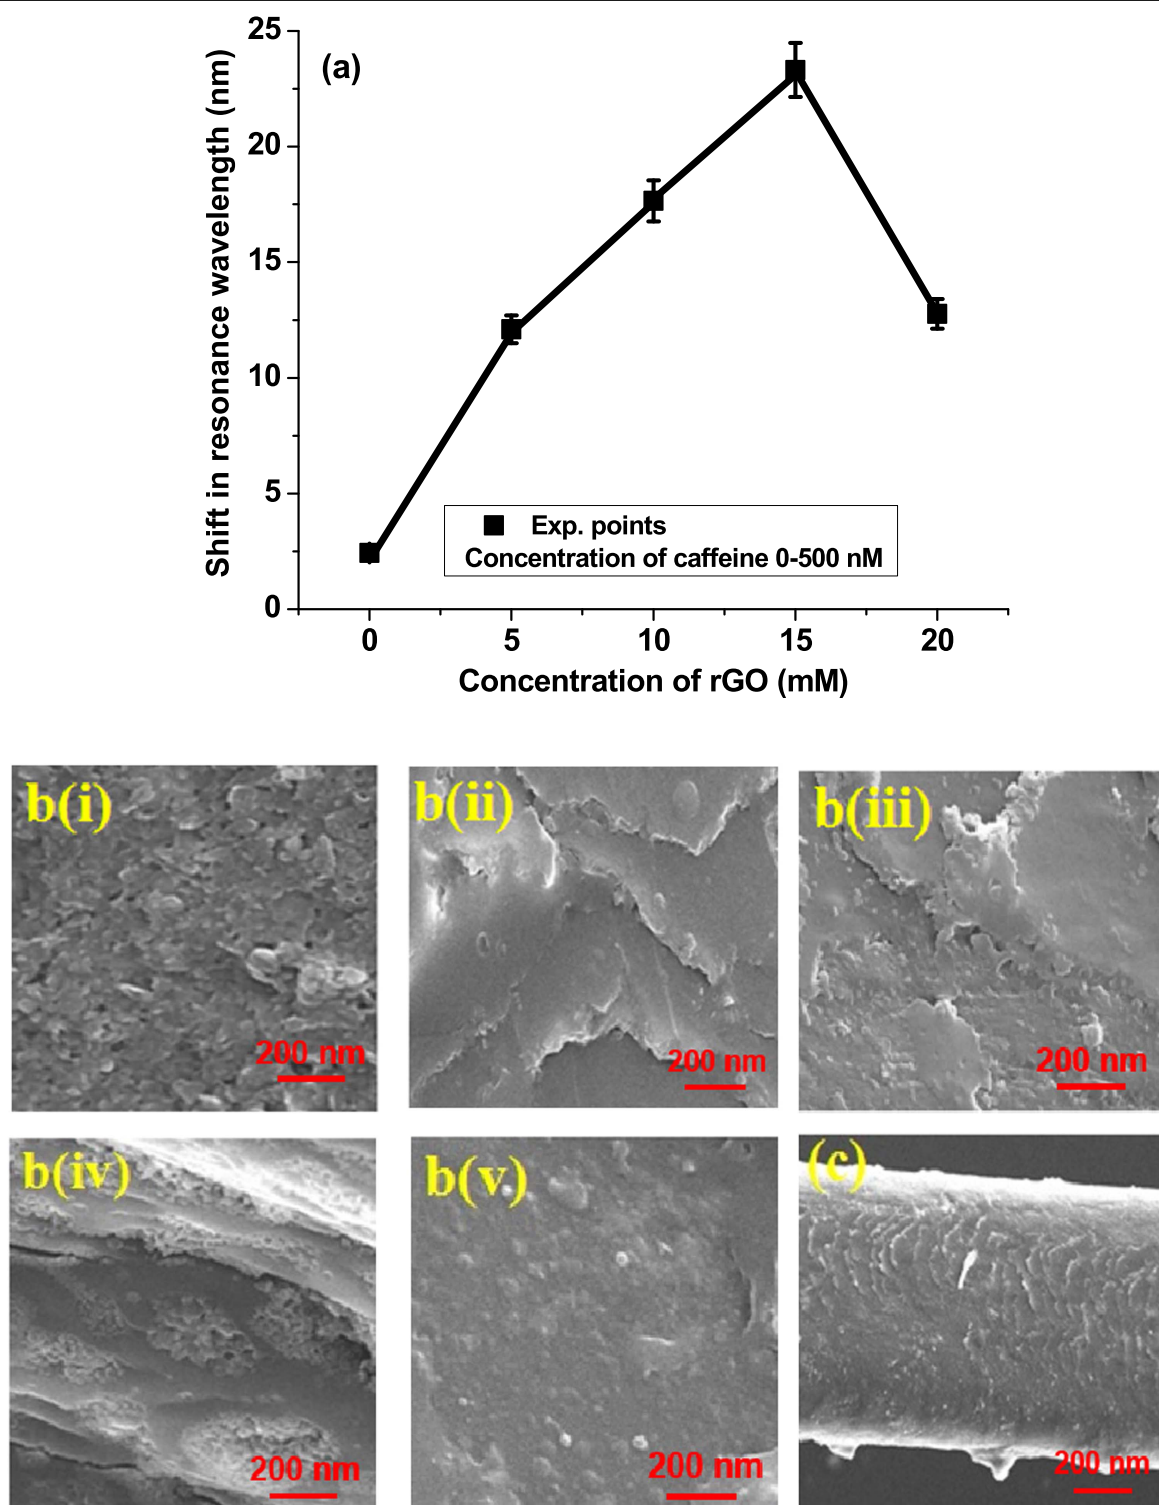 25
(a)
20
15
10
5
0
Shift in resonance wavelength (nm)
Exp. points
Concentration of caffeine 0-500 nM
0 5 10 15 20
Concentration of rGO (mM)
b(i)
200 nm
b(ii)
200 nm
b(iii)
200 nm
b(iv)
200 nm
b(v)
200 nm
(c)
200 nm